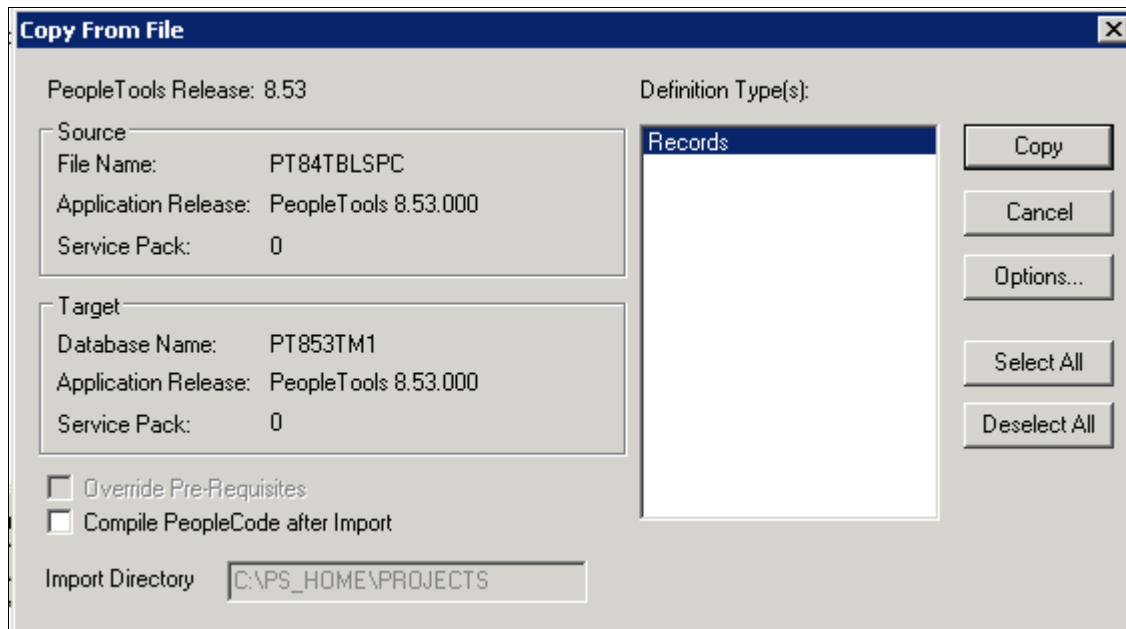 Copy From File
PeopleTools Release: 8.53
Source
File Name: PT84TBLSPC
Application Release: PeopleTools 8.53.000
Service Pack: 0
Target
Database Name: PT853TM1
Application Release: PeopleTools 8.53.000
Service Pack: 0
Override Pre-Requisites
Compile PeopleCode after Import
Import Directory C:\PS_HOME\PROJECTS
Definition Type(s):
Records
Copy
Cancel
Options...
Select All
Deselect All